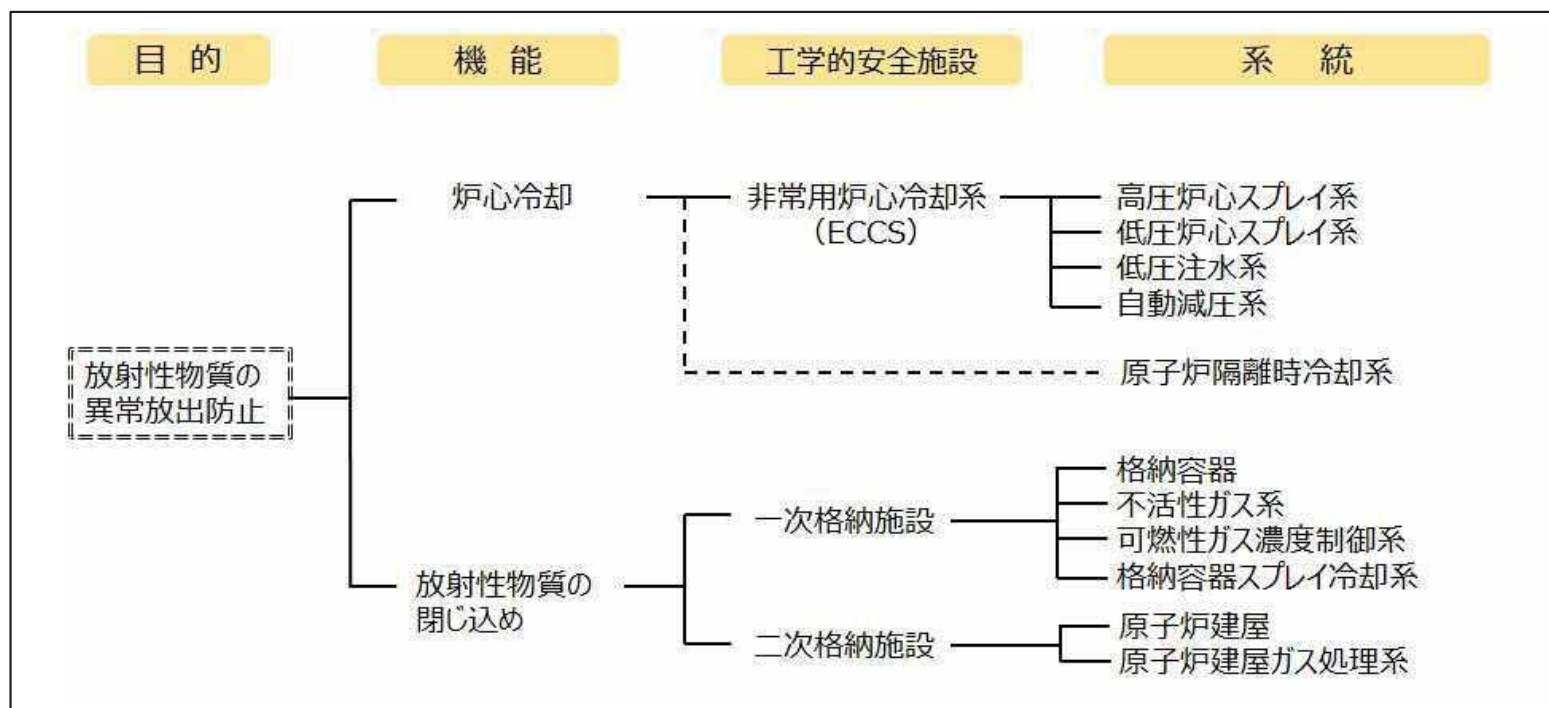 目 的
機 能
工学的安全施設
系 統
炉心冷却
非常用炉心冷却系
（ECCS）
高圧炉心スプレイ系
低圧炉心スプレイ系
低圧注水系
自動減圧系
原子炉隔離時冷却系
放射性物質の
異常放出防止
放射性物質の
閉じ込め
一次格納施設
格納容器
不活性ガス系
可燃性ガス濃度制御系
格納容器スプレイ冷却系
二次格納施設
原子炉建屋
原子炉建屋ガス処理系